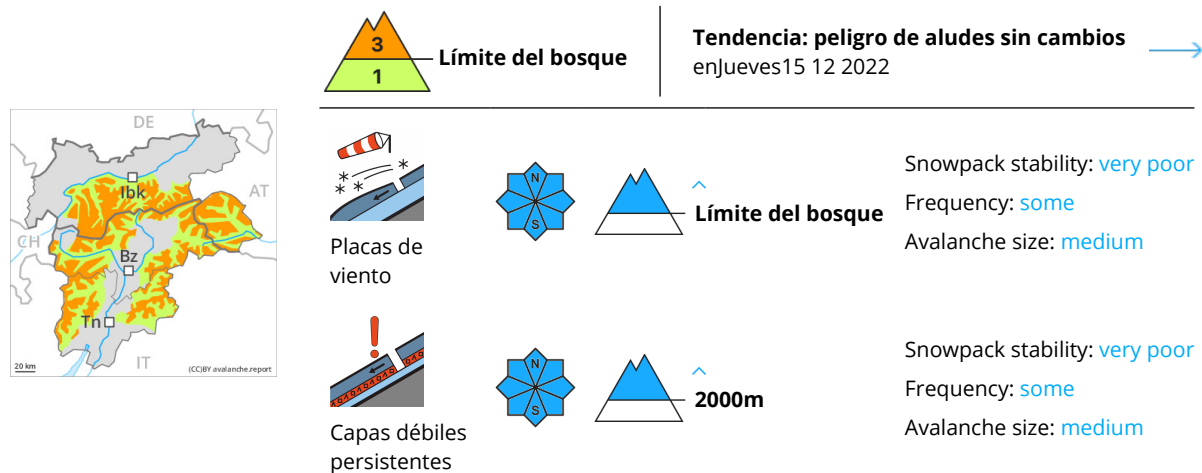 3
1
Límite del bosque
Tendencia: peligro de aludes sin cambios
enJueves15 12 2022
DE
AT
CH
IT
Ibk
Bz
Tn
20 km
(CC)BY avalanche.report
Placas de
viento
N
S
Límite del bosque
Snowpack stability: very poor
Frequency: some
Avalanche size: medium
Capas débiles
persistentes
N
S
2000m
Snowpack stability: very poor
Frequency: some
Avalanche size: medium